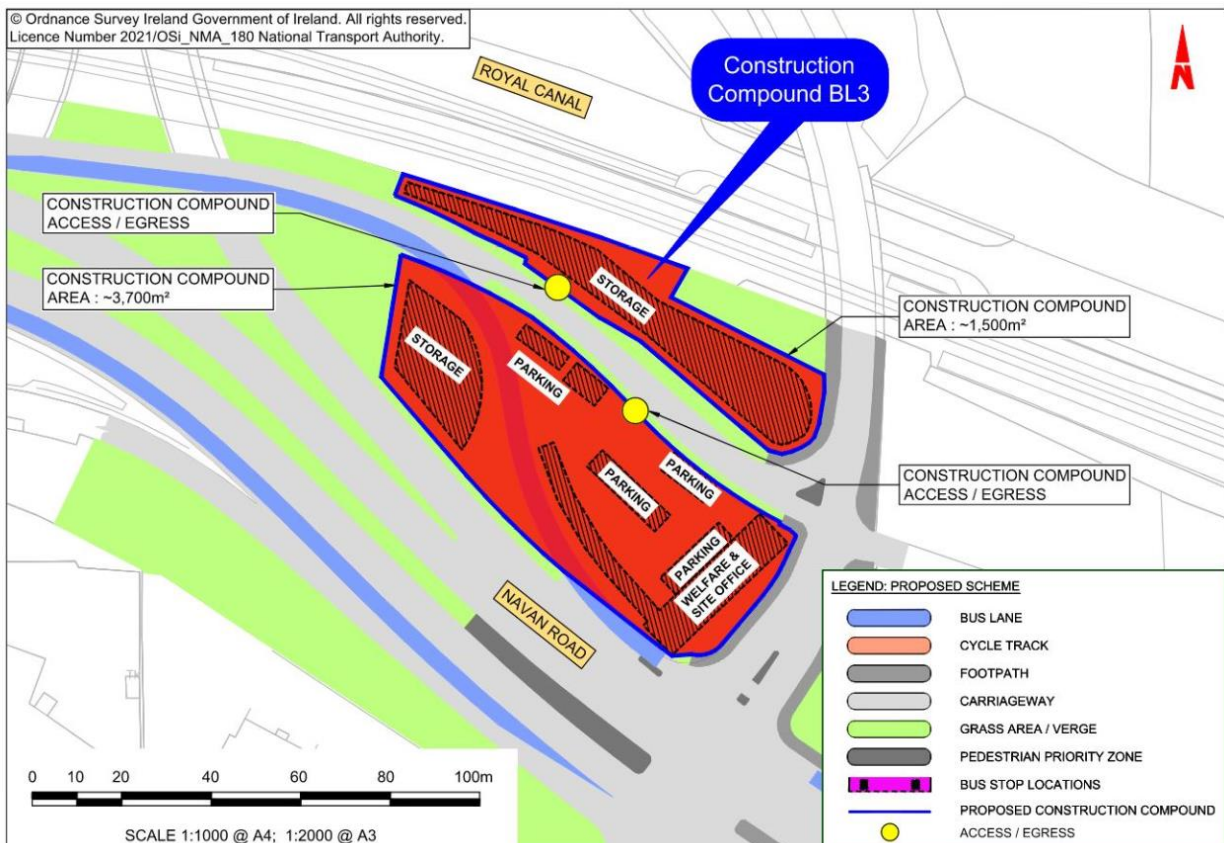 © Ordnance Survey Ireland Government of Ireland. All rights reserved.
Licence Number 2021/OSi_NMA_180 National Transport Authority.
ROYAL CANAL
Construction
Compound BL3
N
CONSTRUCTION COMPOUND
ACCESS / EGRESS
CONSTRUCTION COMPOUND
AREA : ~3,700m²
STORAGE
CONSTRUCTION COMPOUND
AREA : ~1,500m²
STORAGE
PARKING
PARKING
PARKING
PARKING
WELFARE &
SITE OFFICE
CONSTRUCTION COMPOUND
ACCESS / EGRESS
NAVAN ROAD
LEGEND: PROPOSED SCHEME
BUS LANE
CYCLE TRACK
FOOTPATH
CARRIAGEWAY
GRASS AREA / VERGE
PEDESTRIAN PRIORITY ZONE
BUS STOP LOCATIONS
PROPOSED CONSTRUCTION COMPOUND
ACCESS / EGRESS
0 10 20 40 60 80 100m
SCALE 1:1000 @ A4; 1:2000 @ A3